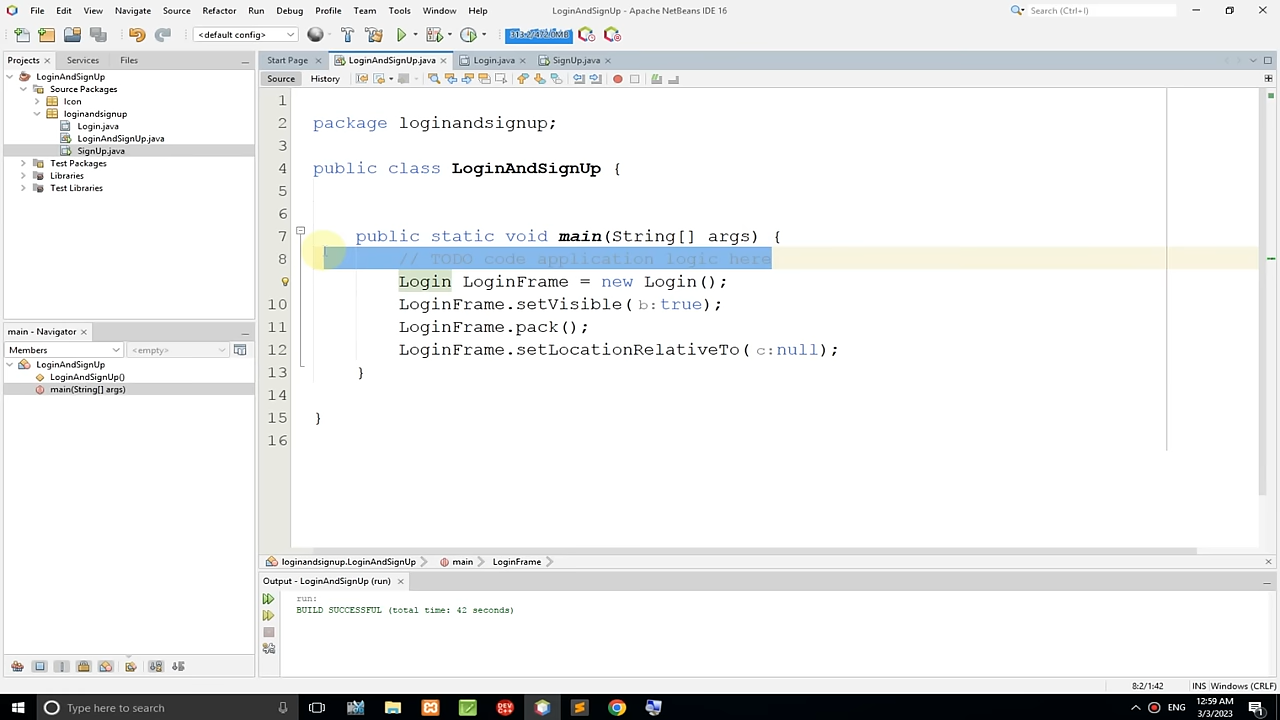 File Edit View Navigate Source Refactor Run Debug Profile Team Tools Window Help
LoginAndSignUp - Apache NetBeans IDE 16
Search (Ctrl+I)
<default config>
Projects Services Files
Start Page LoginAndSignUp.java Login.java SignUp.java
Source History
LoginAndSignUp
Source Packages
Icon
loginandsignup
Login.java
LoginAndSignUp.java
SignUp.java
Test Packages
Libraries
Test Libraries
1
2 package loginandsignup;
3
4 public class LoginAndSignUp {
5
6
7 public static void main(String[] args) {
8 // TODO code application logic here
Login LoginFrame = new Login();
10 LoginFrame.setVisible( b:true);
11 LoginFrame.pack();
12 LoginFrame.setLocationRelativeTo( c:null);
13 }
14
15 }
16
main - Navigator
Members <empty>
LoginAndSignUp
LoginAndSignUp()
main(String[] args)
loginandsignup.LoginAndSignUp main LoginFrame
Output - LoginAndSignUp (run)
run:
BUILD SUCCESSFUL (total time: 42 seconds)
8:2/1:42 INS Windows (CRLF)
Type here to search
ENG
12:59 AM
3/3/2023